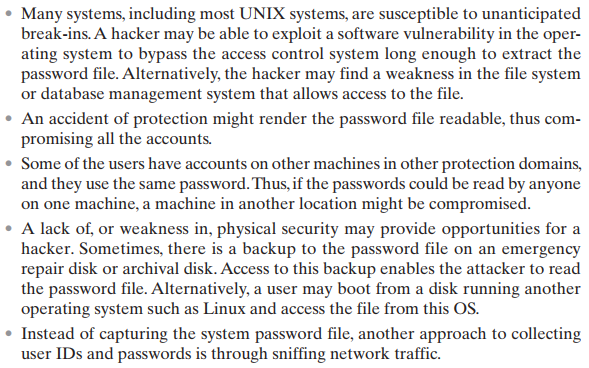 • Many systems, including most UNIX systems, are susceptible to unanticipated
break-ins. A hacker may be able to exploit a software vulnerability in the oper-
ating system to bypass the access control system long enough to extract the
password file. Alternatively, the hacker may find a weakness in the file system
or database management system that allows access to the file.
• An accident of protection might render the password file readable, thus com-
promising all the accounts.
• Some of the users have accounts on other machines in other protection domains,
and they use the same password. Thus, if the passwords could be read by anyone
on one machine, a machine in another location might be compromised.
• A lack of, or weakness in, physical security may provide opportunities for a
hacker. Sometimes, there is a backup to the password file on an emergency
repair disk or archival disk. Access to this backup enables the attacker to read
the password file. Alternatively, a user may boot from a disk running another
operating system such as Linux and access the file from this OS.
• Instead of capturing the system password file, another approach to collecting
user IDs and passwords is through sniffing network traffic.